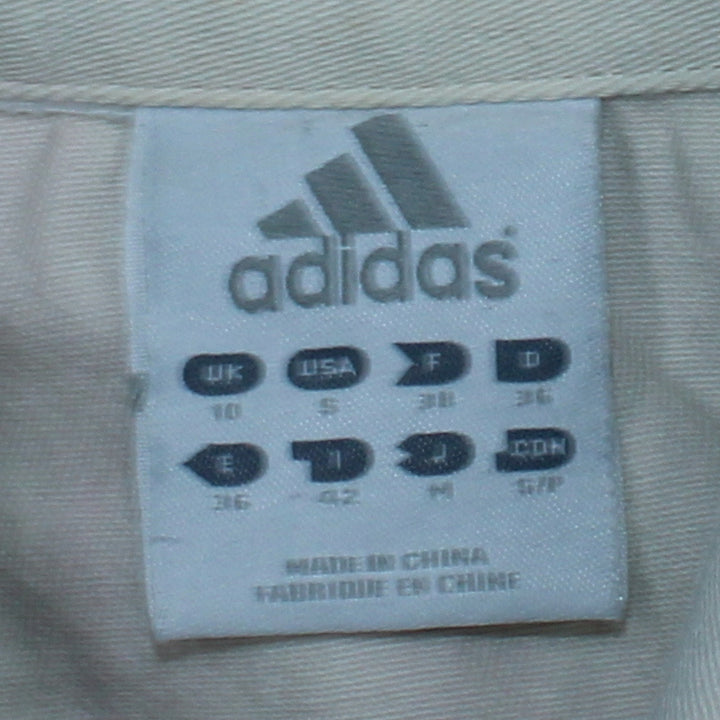 adidas®
UK USA F D
10 S 38 36
E I J CDN
36 42 M S/P
MADE IN CHINA
FABRIQUE EN CHINE